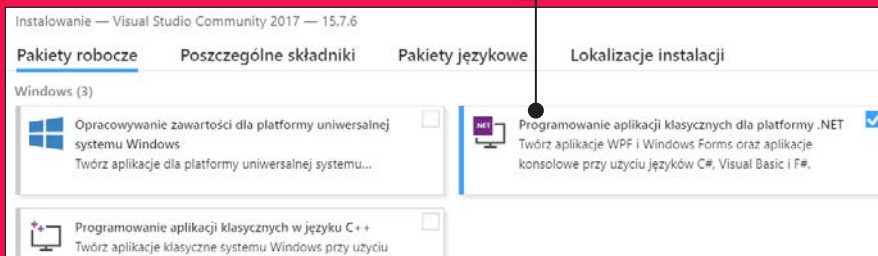 Instalowanie — Visual Studio Community 2017 — 15.7.6
Pakiety robocze Poszczególne składniki Pakiety językowe Lokalizacje instalacji
Windows (3)
Opracowywanie zawartości dla platformy uniwersalnej
systemu Windows
Twórz aplikacje dla platformy uniwersalnej systemu...
.NET
Programowanie aplikacji klasycznych dla platformy .NET
Twórz aplikacje WPF i Windows Forms oraz aplikacje
konsolowe przy użyciu języków C#, Visual Basic i F#.
Programowanie aplikacji klasycznych w języku C++
Twórz aplikacje klasyczne systemu Windows przy użyciu